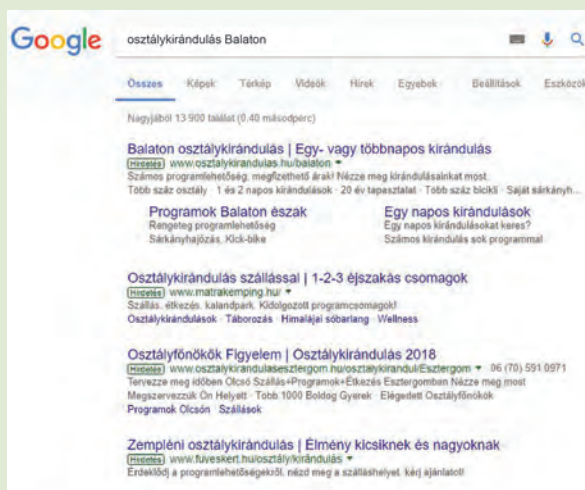 Google
osztálykirándulás Balaton
Összes Képek Térkép Videók Hírek Egyebek Beállítások Eszközök
Nagyjából 13 900 találat (0,40 másodperc)
Balaton osztálykirándulás | Egy- vagy többnapos kirándulás
Hirdetés www.osztalykirandulas.hu/balaton
Számos programlehetőség, megfizethető árak! Nézze meg kirándulásainkat most.
Több száz osztály · 1 és 2 napos kirándulások · 20 év tapasztalat · Több száz bicikli · Saját sárkányh...
Programok Balaton észak Egy napos kirándulások
Rengeteg programlehetőség Egy napos kirándulásokat keres?
Sárkányhajózás, Kick-bike Számos kirándulás sok programmal
Osztálykirándulás szállással | 1-2-3 éjszakás csomagok
Hirdetés www.matrakemping.hu/
Szállás, étkezés, kalandpark. Kidolgozott programcsomagok!
Osztálykirándulások · Táborozás · Himalájai sóbarlang · Wellness
Osztályfőnökök Figyelem | Osztálykirándulás 2018
Hirdetés www.osztalykirandulasesztergom.hu/osztalykirandul/Esztergom 06 (70) 591 0971
Tervezze meg időben Olcsó Szállás+Programok+Étkezés Esztergomban Nézze meg most
Megszervezzük Ön Helyett · Több 1000 Boldog Gyerek · Elégedett Osztályfőnökök
Programok Olcsón · Szállások
Zempléni osztálykirándulás | Élmény kicsiknek és nagyoknak
Hirdetés www.fuveskert.hu/osztály/kirándulás
Érdeklődj a programlehetőségekről, nézd meg a szálláshelyet, kérj ajánlatot!